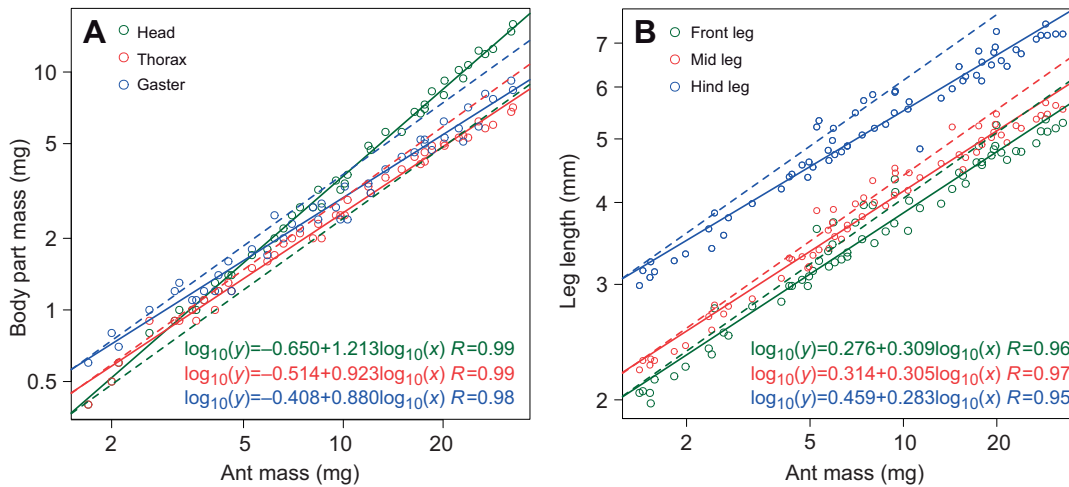 A
Head
Thorax
Gaster
Body part mass (mg)
10
5
2
1
0.5
log10(y)=–0.650+1.213log10(x) R=0.99
log10(y)=–0.514+0.923log10(x) R=0.99
log10(y)=–0.408+0.880log10(x) R=0.98
2 5 10 20
Ant mass (mg)
B
Front leg
Mid leg
Hind leg
Leg length (mm)
7
6
5
4
3
2
log10(y)=0.276+0.309log10(x) R=0.96
log10(y)=0.314+0.305log10(x) R=0.97
log10(y)=0.459+0.283log10(x) R=0.95
2 5 10 20
Ant mass (mg)